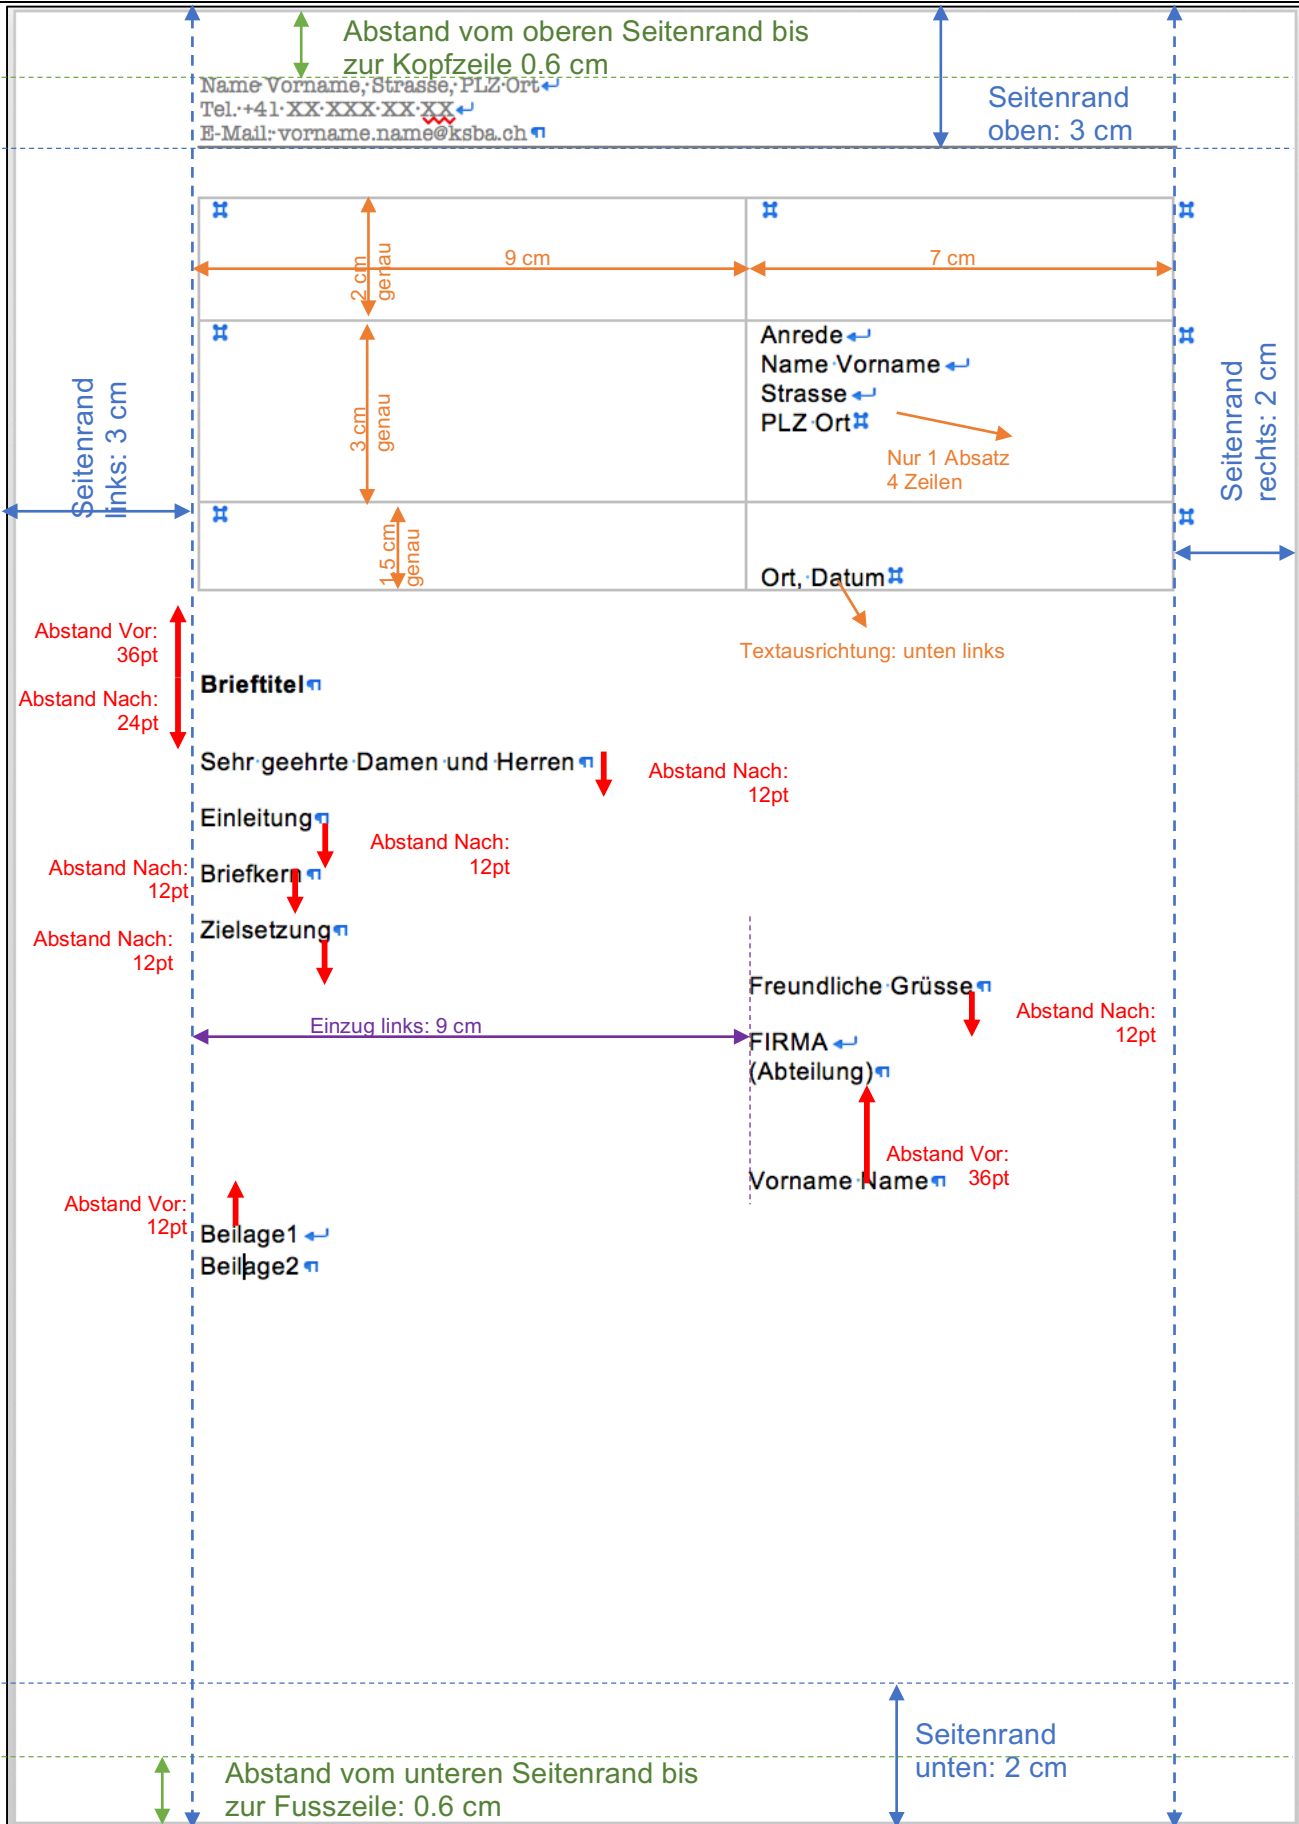 Abstand vom oberen Seitenrand bis
zur Kopfzeile 0.6 cm
Name Vorname, Strasse, PLZ Ort
Tel. +41 XX XXX XX XX
E-Mail: vorname.name@ksba.ch
Seitenrand
oben: 3 cm
2 cm
genau
9 cm
7 cm
3 cm
genau
Anrede
Name Vorname
Strasse
PLZ Ort
Nur 1 Absatz
4 Zeilen
Seitenrand
links: 3 cm
Seitenrand
rechts: 2 cm
1.5 cm
genau
Ort, Datum
Textausrichtung: unten links
Abstand Vor:
36pt
Brieftitel
Abstand Nach:
24pt
Sehr geehrte Damen und Herren
Abstand Nach:
12pt
Einleitung
Abstand Nach:
12pt
Abstand Nach:
12pt
Briefkern
Zielsetzung
Abstand Nach:
12pt
Freundliche Grüsse
Abstand Nach:
12pt
Einzug links: 9 cm
FIRMA
(Abteilung)
Abstand Vor:
36pt
Vorname Name
Abstand Vor:
12pt
Beilage1
Beilage2
Seitenrand
unten: 2 cm
Abstand vom unteren Seitenrand bis
zur Fusszeile: 0.6 cm